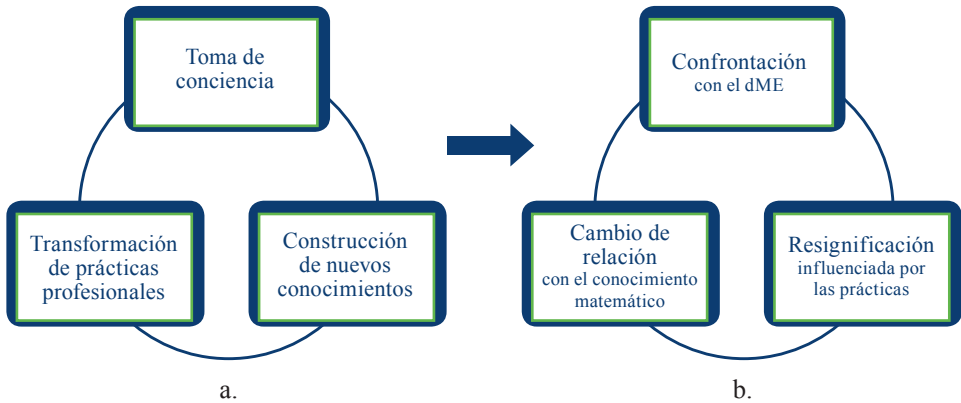 Toma de
conciencia
Transformación
de prácticas
profesionales
Construcción
de nuevos
conocimientos
a.
Confrontación
con el dME
Cambio de
relación
con el conocimiento
matemático
Resignificación
influenciada por
las prácticas
b.